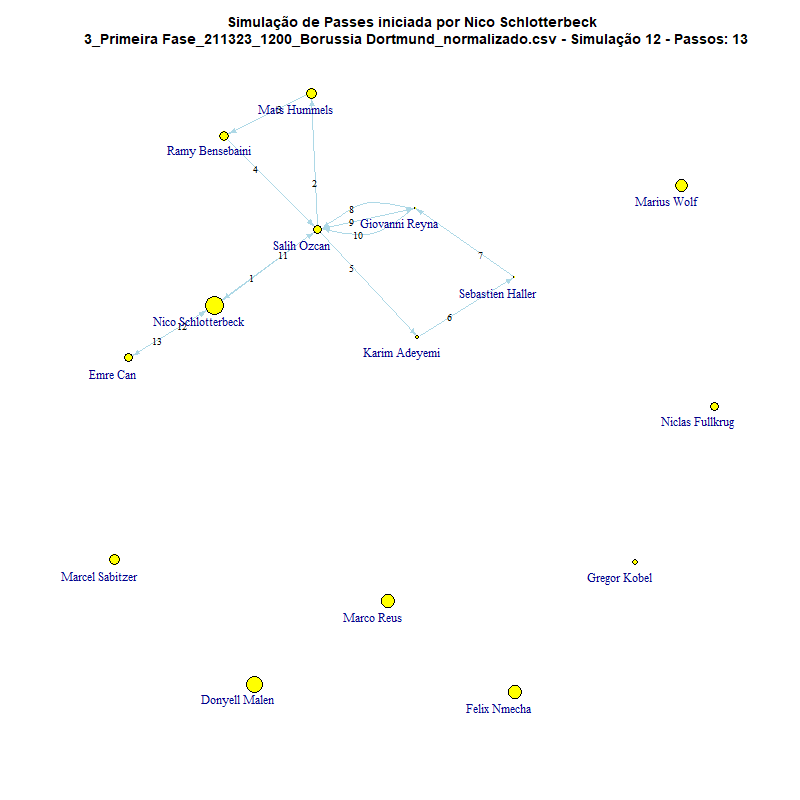 Simulação de Passes iniciada por Nico Schlotterbeck
3_Primeira Fase_211323_1200_Borussia Dortmund_normalizado.csv - Simulação 12 - Passos: 13
Mats Hummels
3
Ramy Bensebaini
4
2
Marius Wolf
8
9
Giovanni Reyna
10
Salih Ozcan
11
7
5
1
Sebastien Haller
6
Nico Schlotterbeck
12
13
Karim Adeyemi
Emre Can
Niclas Fullkrug
Marcel Sabitzer
Gregor Kobel
Marco Reus
Donyell Malen
Felix Nmecha